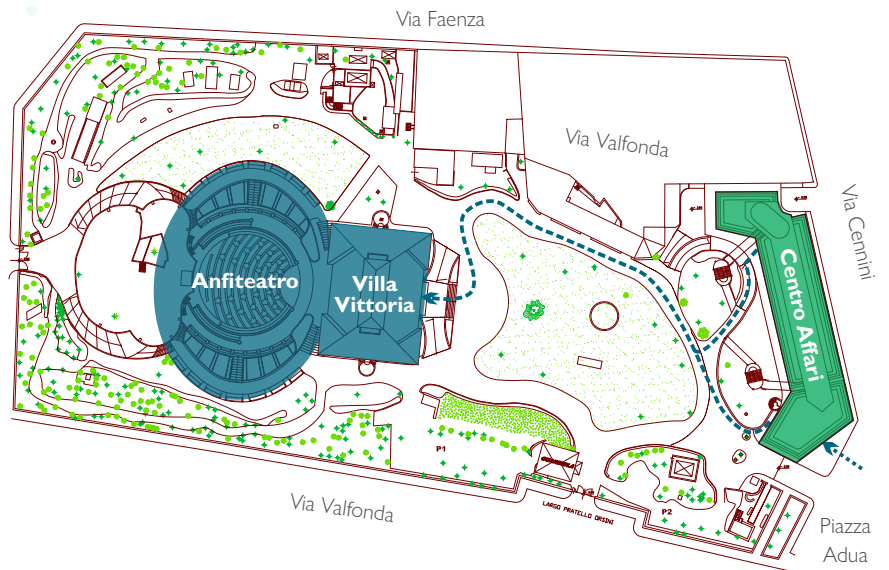 Via Faenza
Via Valfonda
Via Cennini
Anfiteatro
Villa
Vittoria
Centro Affari
P1
P2
LARGO PRATELLO ORSINI
Via Valfonda
Piazza
Adua